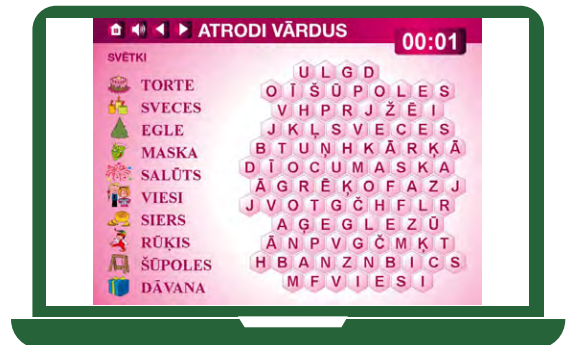 ATRODI VĀRDUS
00:01
SVĒTKI
TORTE
SVECES
EGLE
MASKA
SALŪTS
VIESI
SIERS
RŪĶIS
ŠŪPOLES
DĀVANA
U L G D
O Ī Š Ū P O L E S
V H P R J Ž Ē I
J K Ļ S V E C E S
B T U Ņ H K Ā R Ķ Ā
D Ī O C U M A S K A
Ā G R Ē Ķ O F A Z J
J V O T G Č H F L R
A Ģ E G L E Z Ū
Ā N P V G Č M Ķ T
H B A N Z N B I C S
M F V I E S I